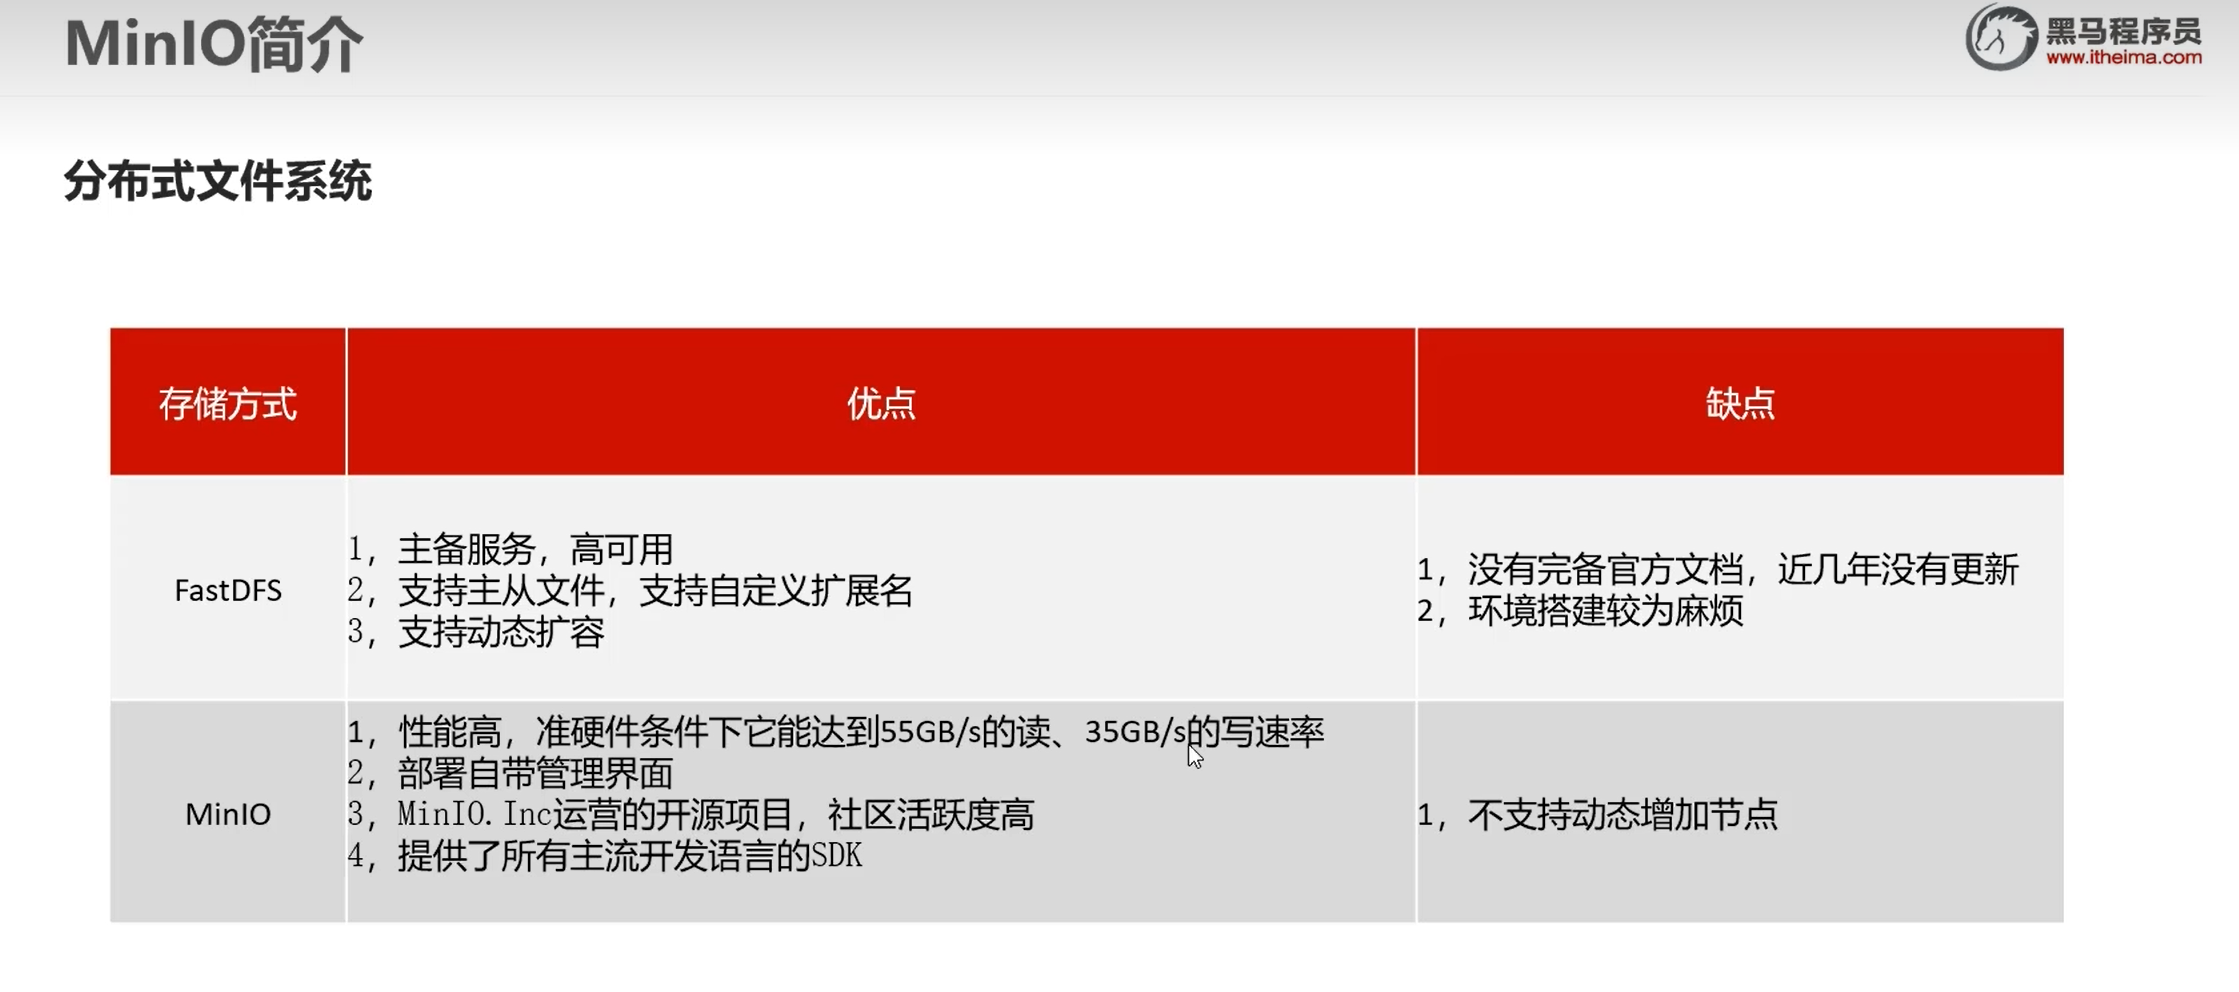 MinIO简介
黑马程序员
www.itheima.com
分布式文件系统
存储方式
优点
缺点
FastDFS
1，主备服务，高可用
2，支持主从文件，支持自定义扩展名
3，支持动态扩容
1，没有完备官方文档，近几年没有更新
2，环境搭建较为麻烦
MinIO
1，性能高，准硬件条件下它能达到55GB/s的读、35GB/s的写速率
2，部署自带管理界面
3，MinIO.Inc运营的开源项目，社区活跃度高
4，提供了所有主流开发语言的SDK
1，不支持动态增加节点